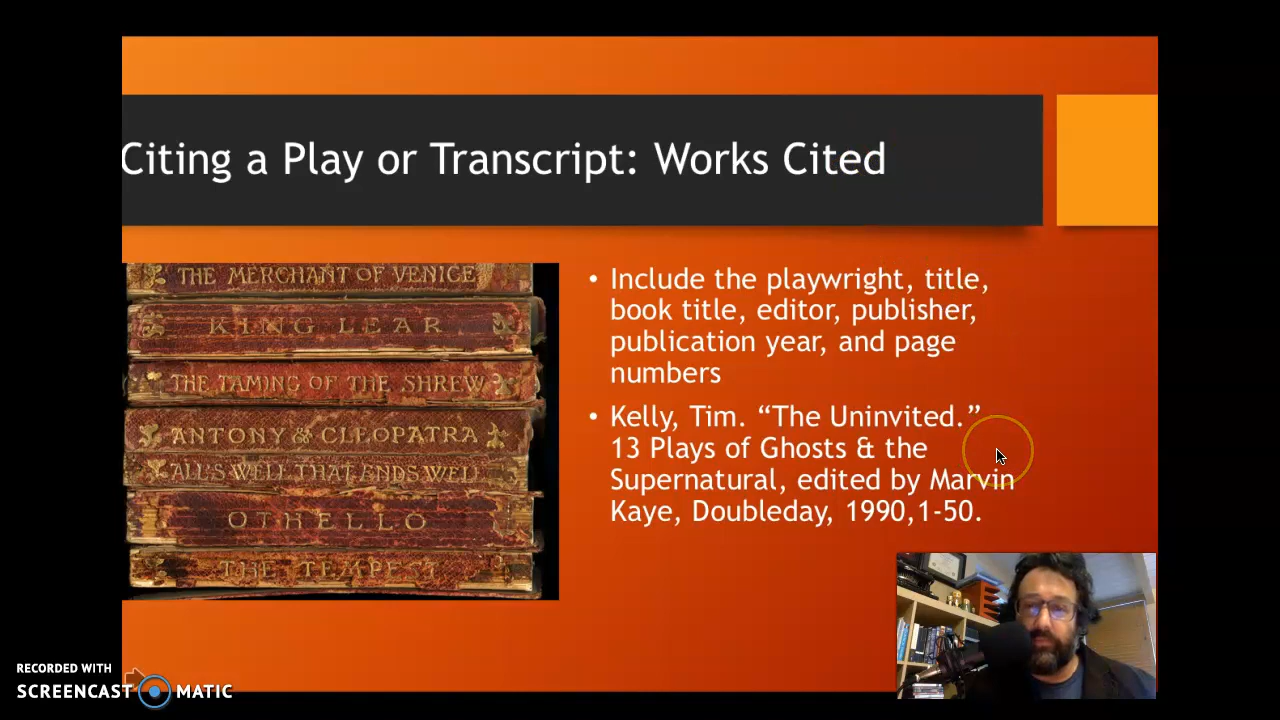 Citing a Play or Transcript: Works Cited
THE MERCHANT OF VENICE
KING LEAR
THE TAMING OF THE SHREW
ANTONY & CLEOPATRA
ALL'S WELL THAT ENDS WELL
OTHELLO
THE TEMPEST
• Include the playwright, title,
book title, editor, publisher,
publication year, and page
numbers
• Kelly, Tim. “The Uninvited.”
13 Plays of Ghosts & the
Supernatural, edited by Marvin
Kaye, Doubleday, 1990,1-50.
RECORDED WITH
SCREENCAST MATIC